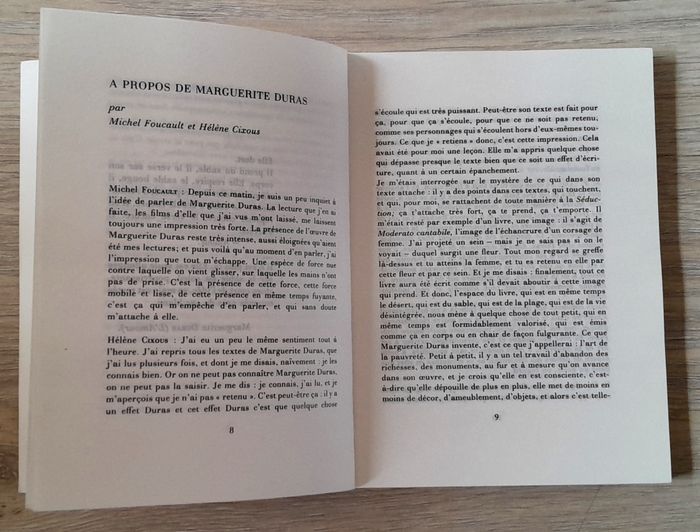 A PROPOS DE MARGUERITE DURAS
par
Michel Foucault et Hélène Cixous
Michel FOUCAULT : Depuis ce matin, je suis un peu inquiet à
l'idée de parler de Marguerite Duras. La lecture que j'en ai
faite, les films d'elle que j'ai vus m'ont laissé, me laissent
toujours une impression très forte. La présence de l'œuvre de
Marguerite Duras reste très intense, aussi éloignées qu'aient
été mes lectures; et puis voilà qu'au moment d'en parler, j'ai
l'impression que tout m'échappe. Une espèce de force nue
contre laquelle on vient glisser, sur laquelle les mains n'ont
pas de prise. C'est la présence de cette force, force
mobile et lisse, de cette présence en même temps fuyante,
c'est ça qui m'empêche d'en parler, et qui sans doute
m'attache à elle.
Hélène CIXOUS : J'ai eu un peu le même sentiment tout à
l'heure. J'ai repris tous les textes de Marguerite Duras, que
j'ai lus plusieurs fois, et dont je me disais, naïvement : je les
connais bien. Or on ne peut pas connaître Marguerite Duras,
on ne peut pas la saisir. Je me dis : je connais, j'ai lu, et je
m'aperçois que je n'ai pas « retenu ». C'est peut-être ça : il y a
un effet Duras et cet effet Duras c'est que quelque chose
8
s'écoule qui est très puissant. Peut-être son texte est fait pour
ça, pour que ça s'écoule, pour que ce ne soit pas retenu,
comme ses personnages qui s'écoulent hors d'eux-mêmes tou-
jours. Ce que je « retiens » donc, c'est cette impression. Cela
avait été pour moi une leçon. Elle m'a appris quelque chose
qui dépasse presque le texte bien que ce soit un effet d'écri-
ture, quant à un certain épanchement.
Je m'étais interrogée sur le mystère de ce qui dans son
texte attache : il y a des points dans ces textes, qui touchent,
et qui, pour moi, se rattachent de toute manière à la Séduc-
tion; ça t'attache très fort, ça te prend, ça t'emporte. Il
m'était resté par exemple d'un livre, une image : il s'agit de
Moderato cantabile, l'image de l'échancrure d'un corsage de
femme. J'ai projeté un sein – mais je ne sais pas si on le
voyait – duquel surgit une fleur. Tout mon regard se greffe
là-dessus et tu atteins la femme, et tu es retenu en elle par
cette fleur et par ce sein. Et je me disais : finalement, tout ce
livre aura été écrit comme s'il devait aboutir à cette image
qui prend. Et donc, l'espace du livre, qui est en même temps
le désert, qui est du sable, qui est de la plage, qui est de la vie
désintégrée, nous mène à quelque chose de tout petit, qui en
même temps est formidablement valorisé, qui est émis
comme ça en corps ou en chair de façon fulgurante. Ce que
Marguerite Duras invente, c'est ce que j'appellerai : l'art de
la pauvreté. Petit à petit, il y a un tel travail d'abandon des
richesses, des monuments, au fur et à mesure qu'on avance
dans son œuvre, et je crois qu'elle en est consciente, c'est-
à-dire qu'elle dépouille de plus en plus, elle met de moins en
moins de décor, d'ameublement, d'objets, et alors c'est telle-
9